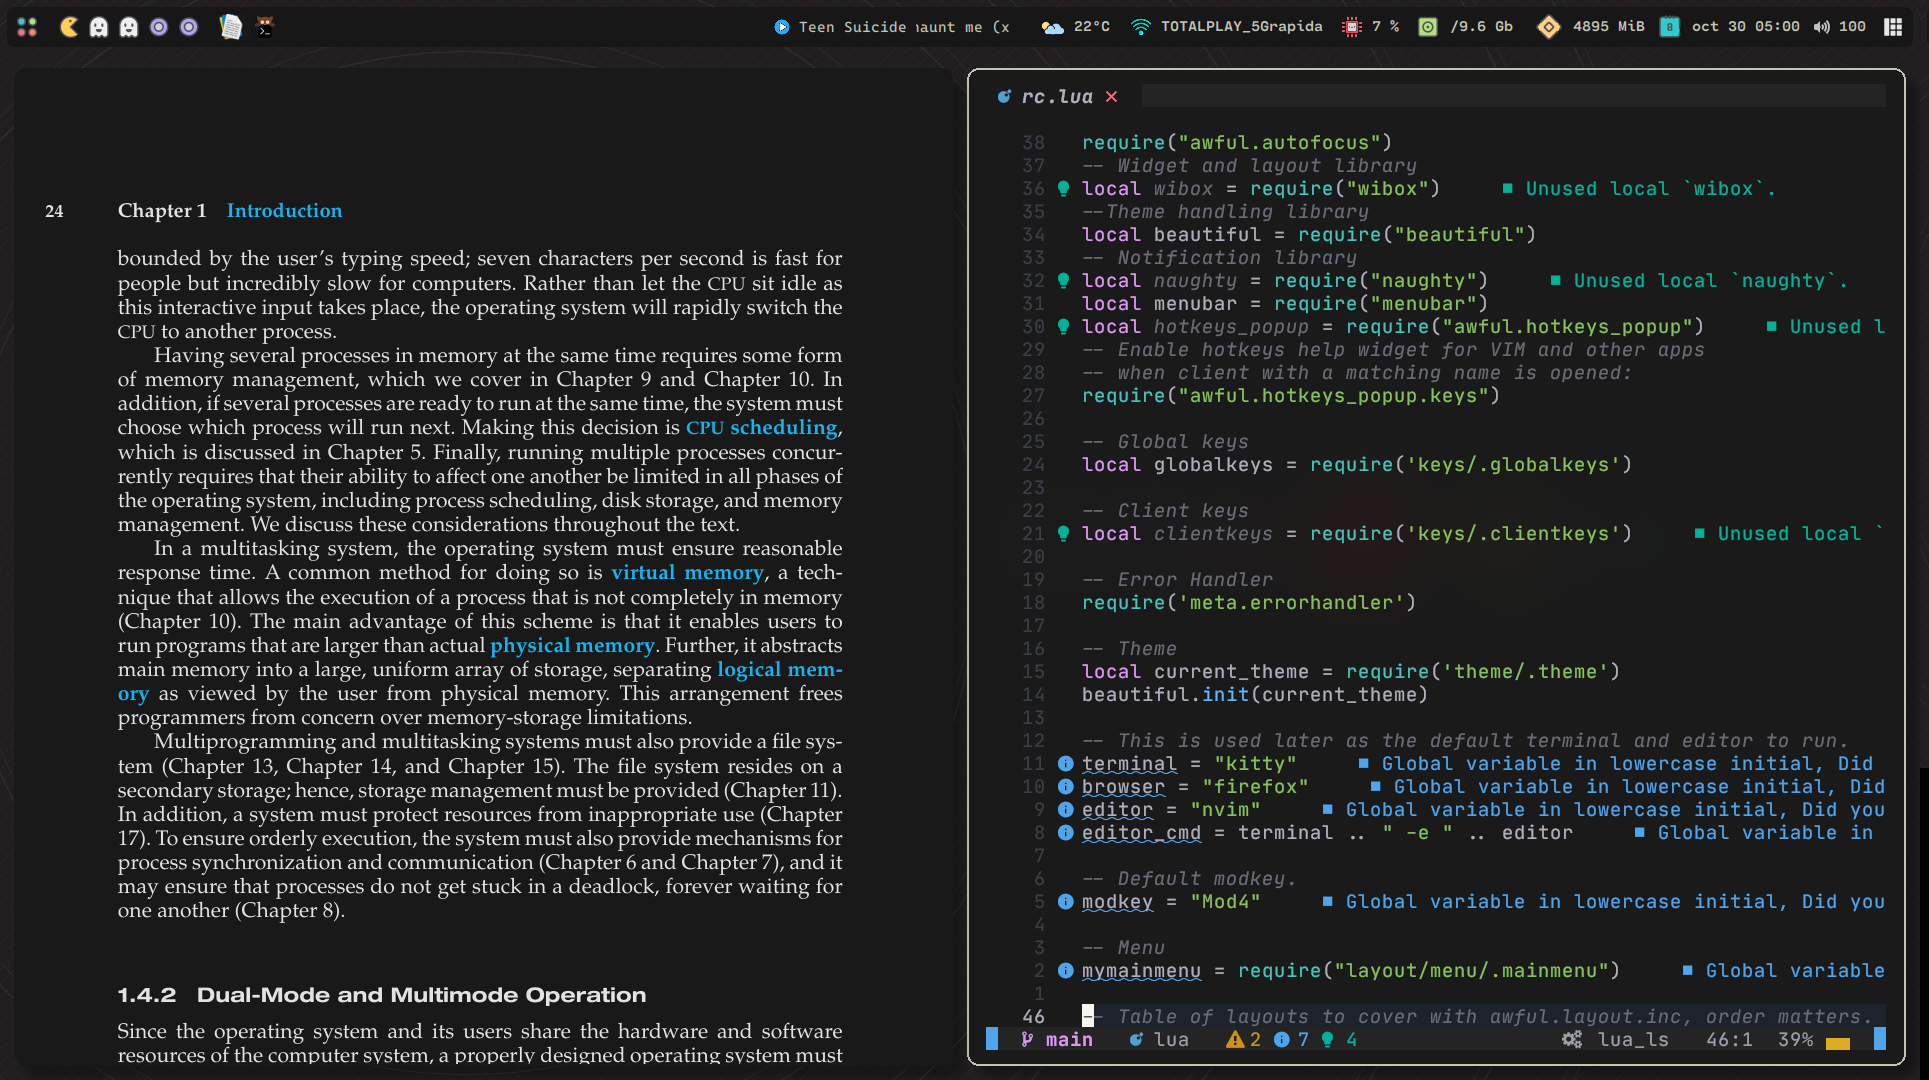 Teen Suicide haunt me (x 22°C TOTALPLAY_5Grapida 7 % /9.6 Gb 4895 MiB 8 oct 30 05:00 100
24 Chapter 1 Introduction
bounded by the user's typing speed; seven characters per second is fast for
people but incredibly slow for computers. Rather than let the CPU sit idle as
this interactive input takes place, the operating system will rapidly switch the
CPU to another process.
Having several processes in memory at the same time requires some form
of memory management, which we cover in Chapter 9 and Chapter 10. In
addition, if several processes are ready to run at the same time, the system must
choose which process will run next. Making this decision is CPU scheduling,
which is discussed in Chapter 5. Finally, running multiple processes concur-
rently requires that their ability to affect one another be limited in all phases of
the operating system, including process scheduling, disk storage, and memory
management. We discuss these considerations throughout the text.
In a multitasking system, the operating system must ensure reasonable
response time. A common method for doing so is virtual memory, a tech-
nique that allows the execution of a process that is not completely in memory
(Chapter 10). The main advantage of this scheme is that it enables users to
run programs that are larger than actual physical memory. Further, it abstracts
main memory into a large, uniform array of storage, separating logical mem-
ory as viewed by the user from physical memory. This arrangement frees
programmers from concern over memory-storage limitations.
Multiprogramming and multitasking systems must also provide a file sys-
tem (Chapter 13, Chapter 14, and Chapter 15). The file system resides on a
secondary storage; hence, storage management must be provided (Chapter 11).
In addition, a system must protect resources from inappropriate use (Chapter
17). To ensure orderly execution, the system must also provide mechanisms for
process synchronization and communication (Chapter 6 and Chapter 7), and it
may ensure that processes do not get stuck in a deadlock, forever waiting for
one another (Chapter 8).
1.4.2 Dual-Mode and Multimode Operation
Since the operating system and its users share the hardware and software
resources of the computer system, a properly designed operating system must
rc.lua ×
38 require("awful.autofocus")
37 -- Widget and layout library
36 local wibox = require("wibox") ■ Unused local `wibox`.
35 --Theme handling library
34 local beautiful = require("beautiful")
33 -- Notification library
32 local naughty = require("naughty") ■ Unused local `naughty`.
31 local menubar = require("menubar")
30 local hotkeys_popup = require("awful.hotkeys_popup") ■ Unused l
29 -- Enable hotkeys help widget for VIM and other apps
28 -- when client with a matching name is opened:
27 require("awful.hotkeys_popup.keys")
26
25 -- Global keys
24 local globalkeys = require('keys/.globalkeys')
23
22 -- Client keys
21 local clientkeys = require('keys/.clientkeys') ■ Unused local `
20
19 -- Error Handler
18 require('meta.errorhandler')
17
16 -- Theme
15 local current_theme = require('theme/.theme')
14 beautiful.init(current_theme)
13
12 -- This is used later as the default terminal and editor to run.
11 terminal = "kitty" ■ Global variable in lowercase initial, Did
10 browser = "firefox" ■ Global variable in lowercase initial, Did
9 editor = "nvim" ■ Global variable in lowercase initial, Did you
8 editor_cmd = terminal .. " -e " .. editor ■ Global variable in
7
6 -- Default modkey.
5 modkey = "Mod4" ■ Global variable in lowercase initial, Did you
4
3 -- Menu
2 mymainmenu = require("layout/menu/.mainmenu") ■ Global variable
1
46 -- Table of layouts to cover with awful.layout.inc, order matters.
main lua 2 7 4 lua_ls 46:1 39%